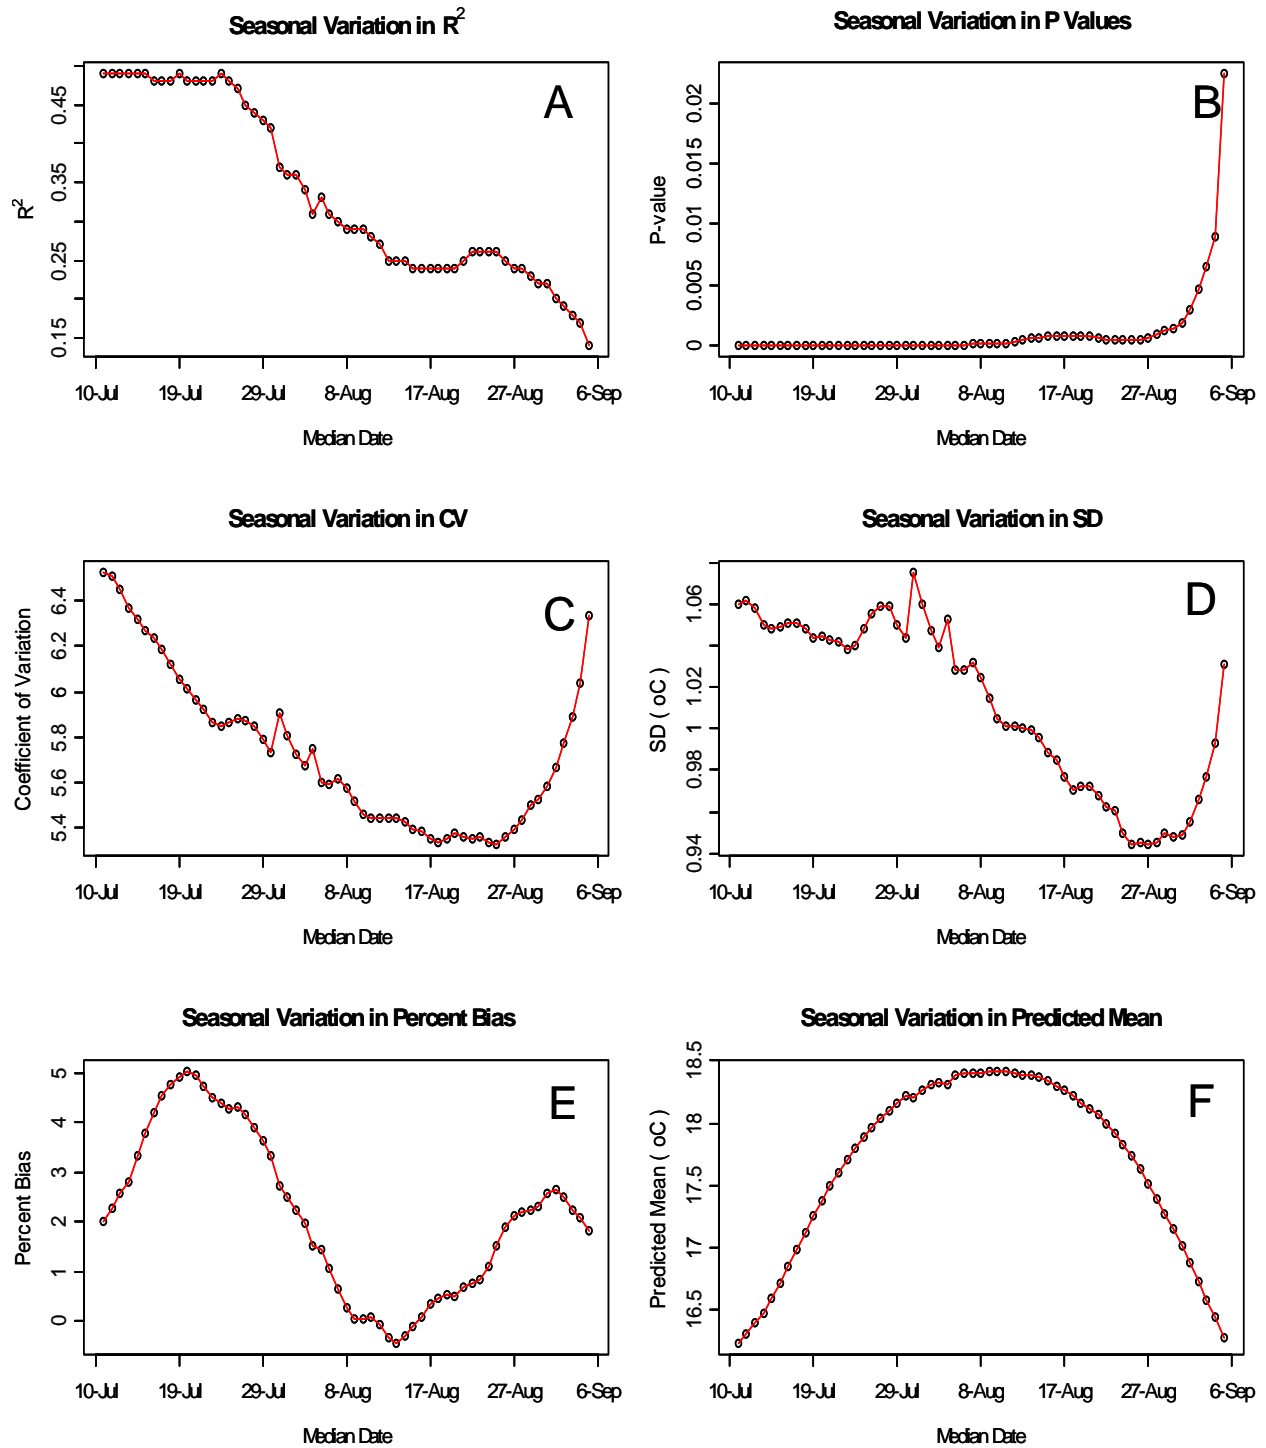 Seasonal Variation in R2
A
R2
0.45
0.35
0.25
0.15
10-Jul 19-Jul 29-Jul 8-Aug 17-Aug 27-Aug 6-Sep
Median Date
Seasonal Variation in P Values
B
P-value
0.02
0.015
0.01
0.005
0
10-Jul 19-Jul 29-Jul 8-Aug 17-Aug 27-Aug 6-Sep
Median Date
Seasonal Variation in CV
C
Coefficient of Variation
6.4
6.2
6
5.8
5.6
5.4
10-Jul 19-Jul 29-Jul 8-Aug 17-Aug 27-Aug 6-Sep
Median Date
Seasonal Variation in SD
D
SD ( oC )
1.06
1.02
1
0.98
0.94
10-Jul 19-Jul 29-Jul 8-Aug 17-Aug 27-Aug 6-Sep
Median Date
Seasonal Variation in Percent Bias
E
Percent Bias
5
4
3
2
1
0
10-Jul 19-Jul 29-Jul 8-Aug 17-Aug 27-Aug 6-Sep
Median Date
Seasonal Variation in Predicted Mean
F
Predicted Mean ( oC )
18.5
18
17.5
17
16.5
10-Jul 19-Jul 29-Jul 8-Aug 17-Aug 27-Aug 6-Sep
Median Date